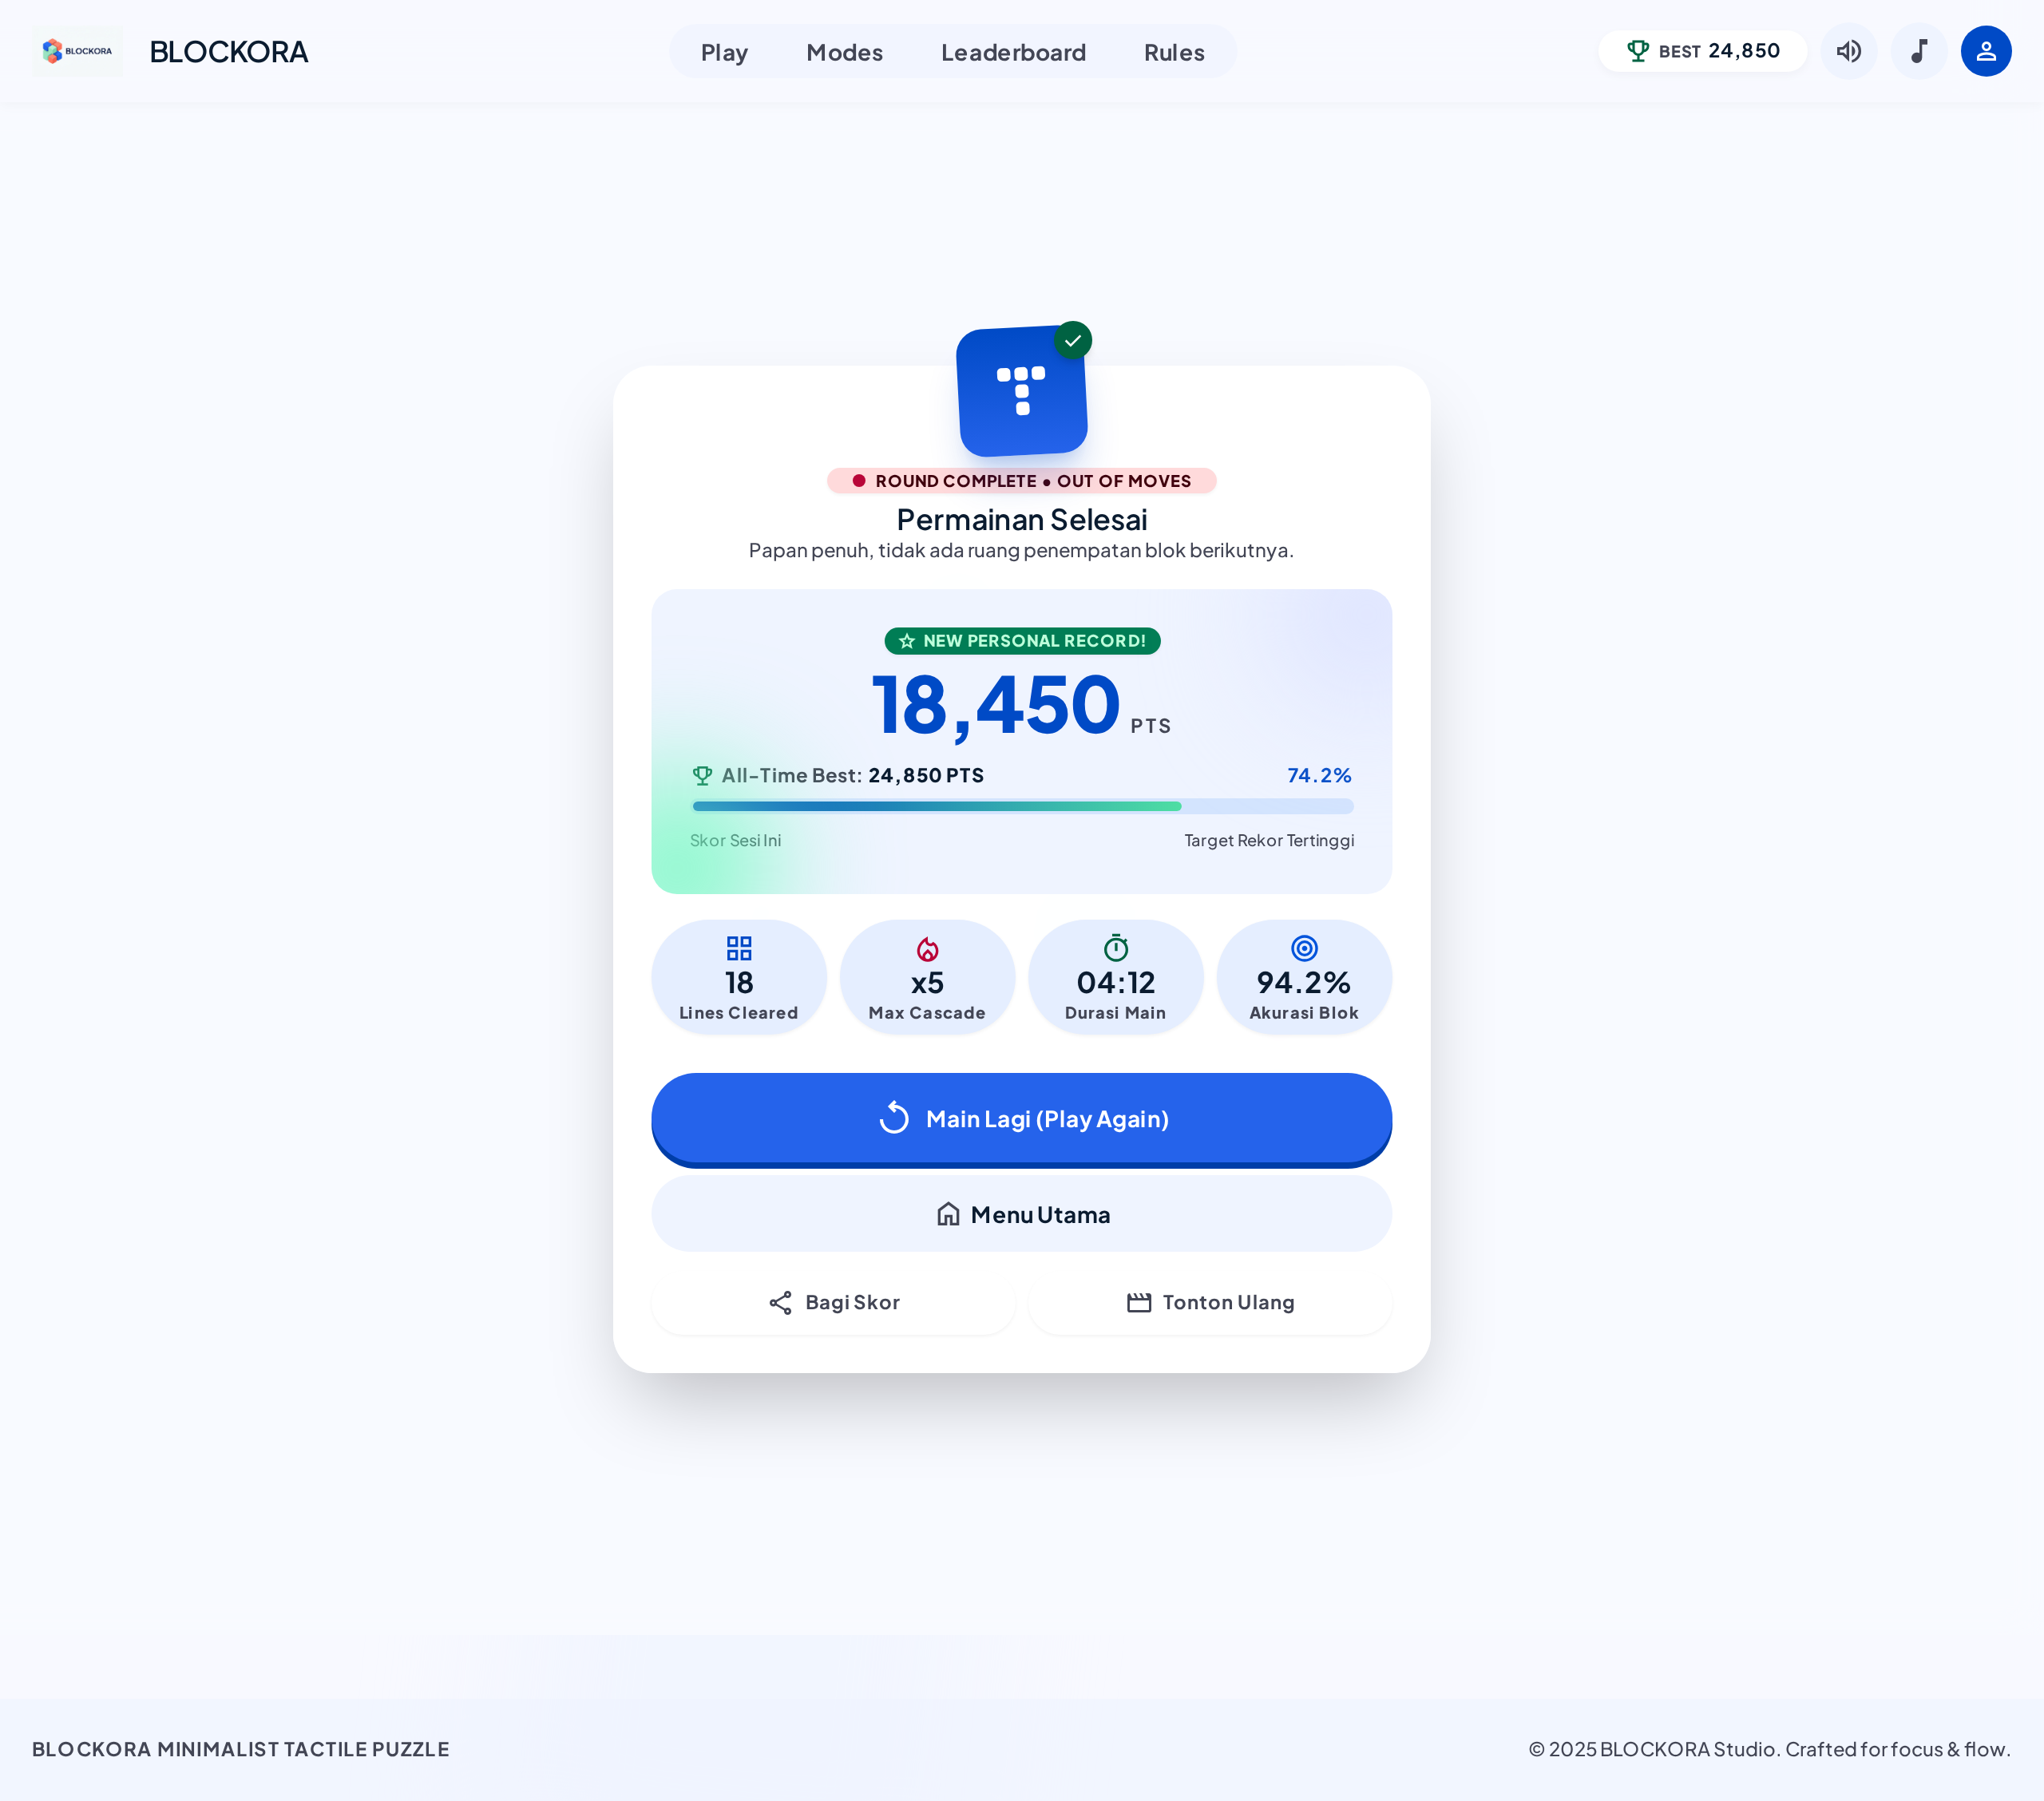 BLOCKORA
BLOCKORA
Play
Modes
Leaderboard
Rules
BEST 24,850
ROUND COMPLETE • OUT OF MOVES
Permainan Selesai
Papan penuh, tidak ada ruang penempatan blok berikutnya.
NEW PERSONAL RECORD!
18,450 PTS
All-Time Best: 24,850 PTS
74.2%
Skor Sesi Ini
Target Rekor Tertinggi
18
Lines Cleared
x5
Max Cascade
04:12
Durasi Main
94.2%
Akurasi Blok
Main Lagi (Play Again)
Menu Utama
Bagi Skor
Tonton Ulang
BLOCKORA MINIMALIST TACTILE PUZZLE
© 2025 BLOCKORA Studio. Crafted for focus & flow.